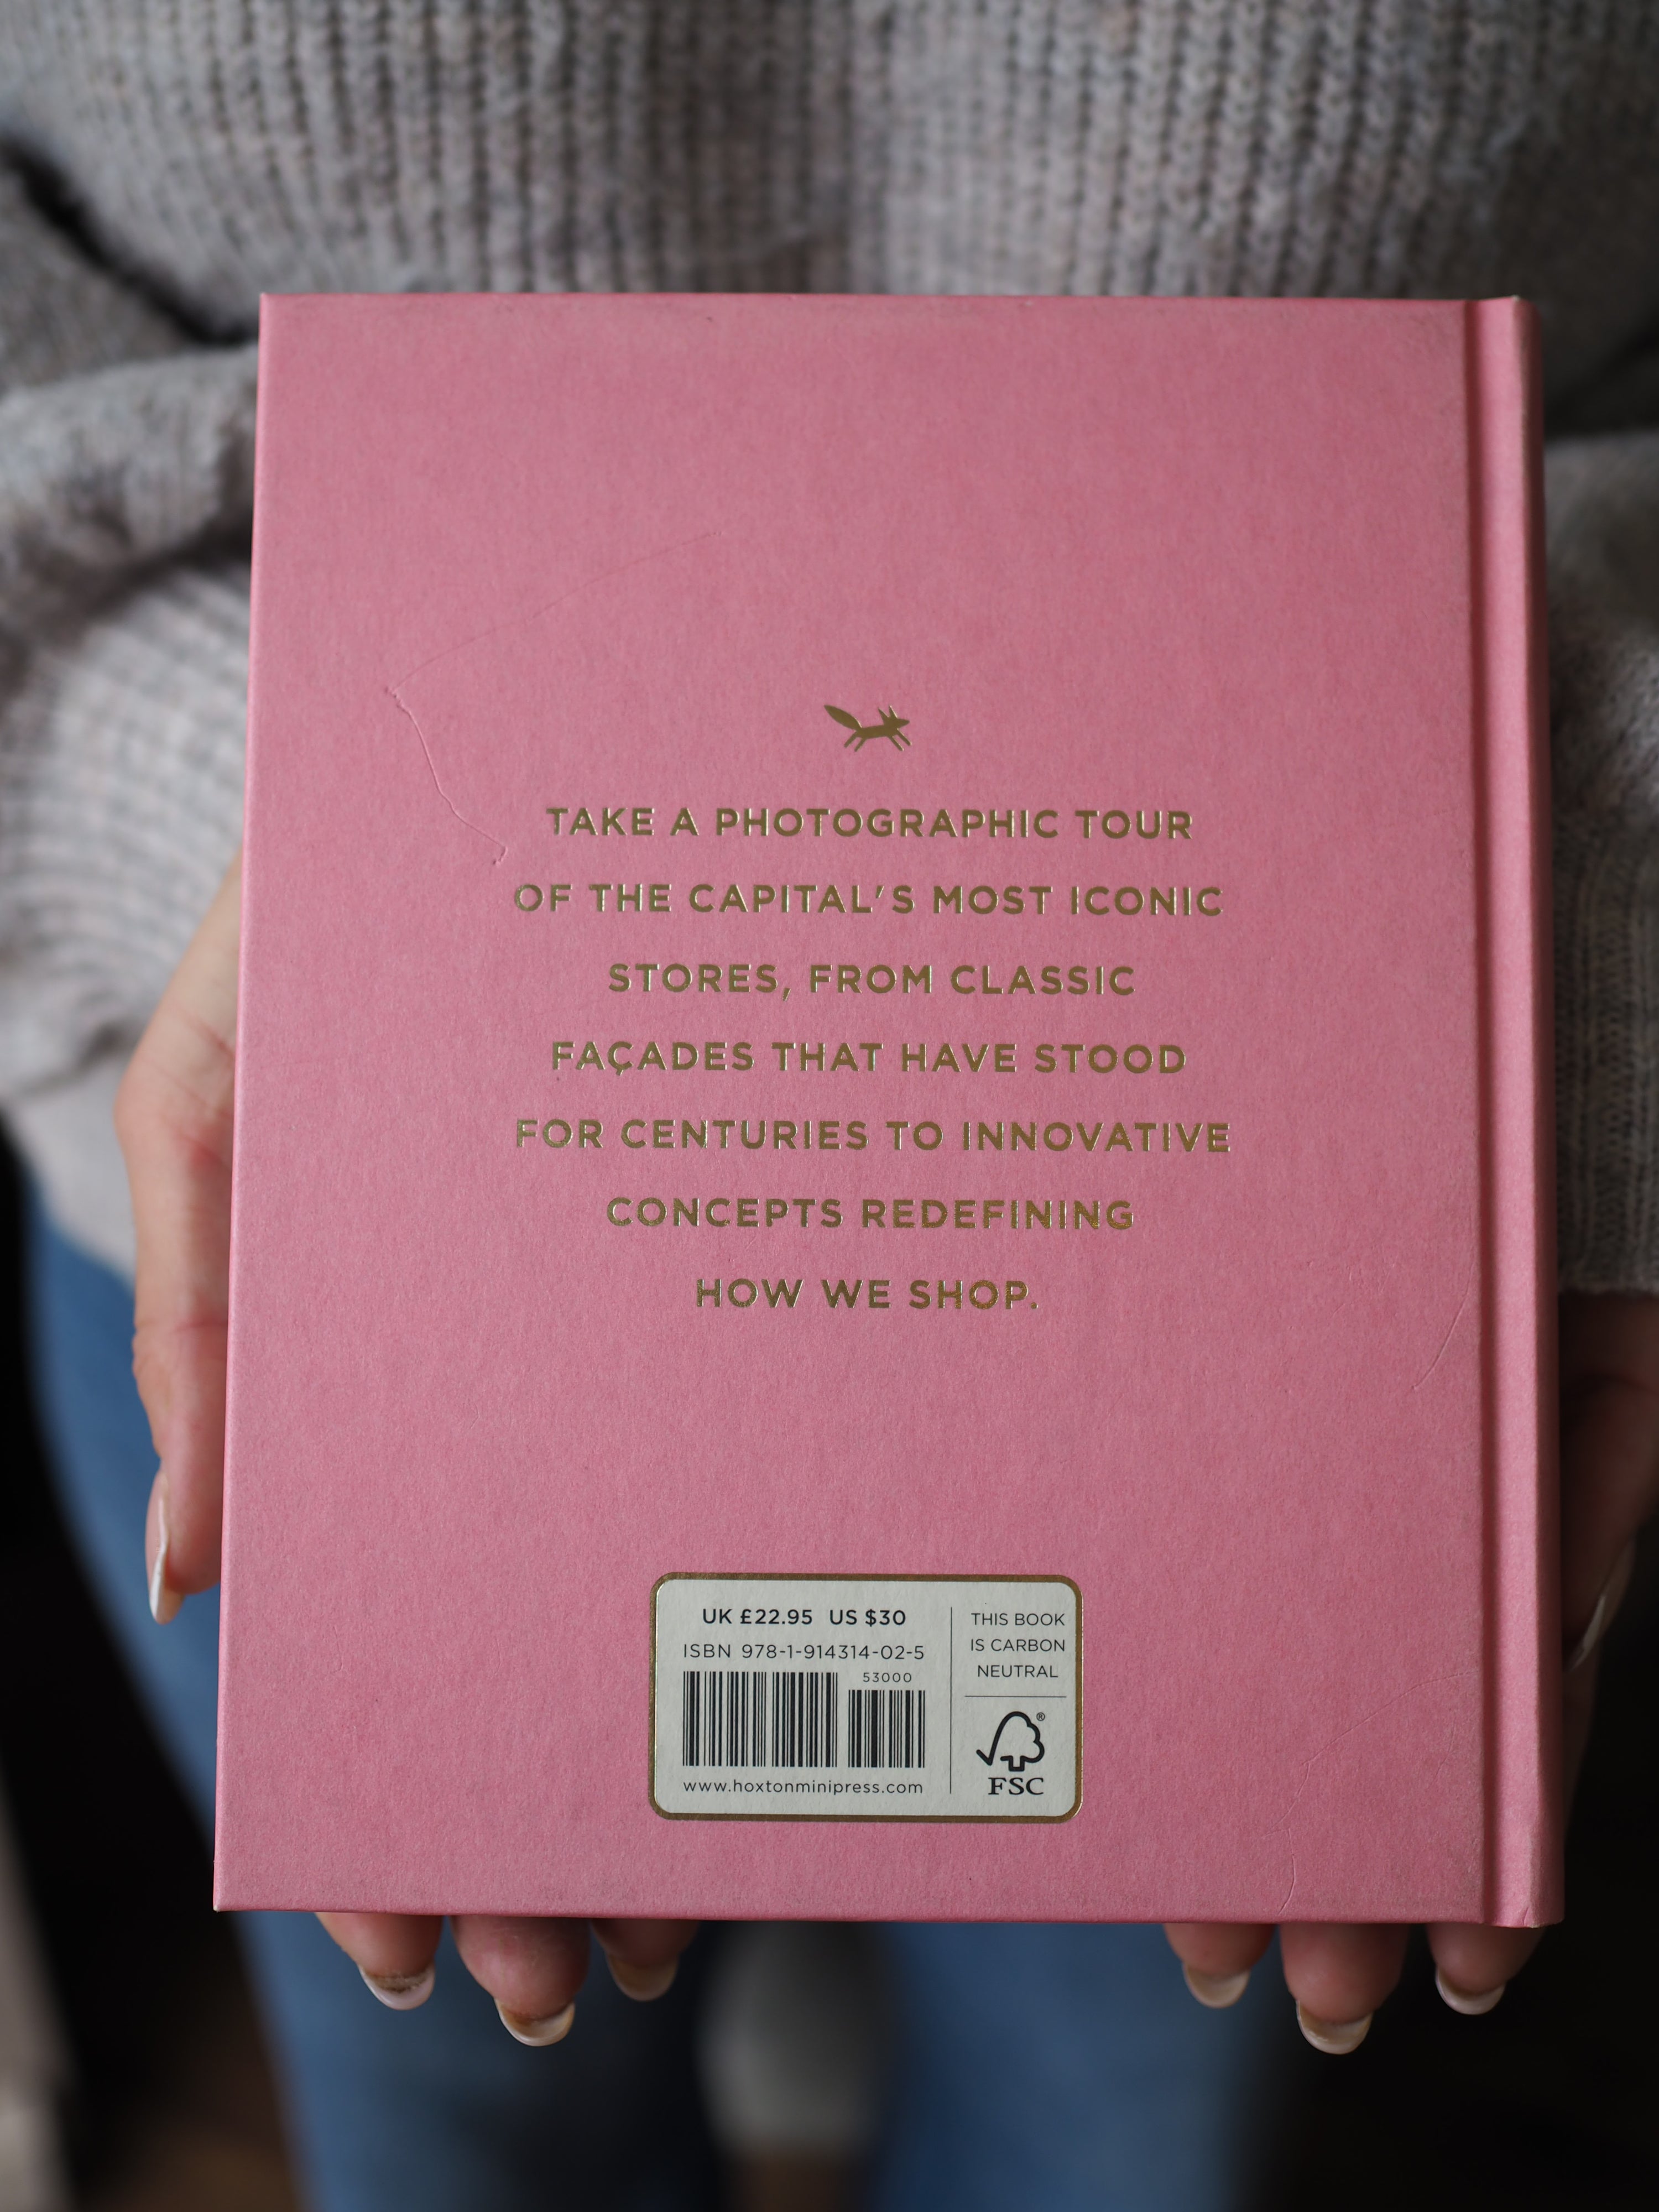 TAKE A PHOTOGRAPHIC TOUR
OF THE CAPITAL'S MOST ICONIC
STORES, FROM CLASSIC
FAÇADES THAT HAVE STOOD
FOR CENTURIES TO INNOVATIVE
CONCEPTS REDEFINING
HOW WE SHOP.
UK £22.95 US $30
ISBN 978-1-914314-02-5
53000
www.hoxtonminipress.com
THIS BOOK
IS CARBON
NEUTRAL
®
FSC